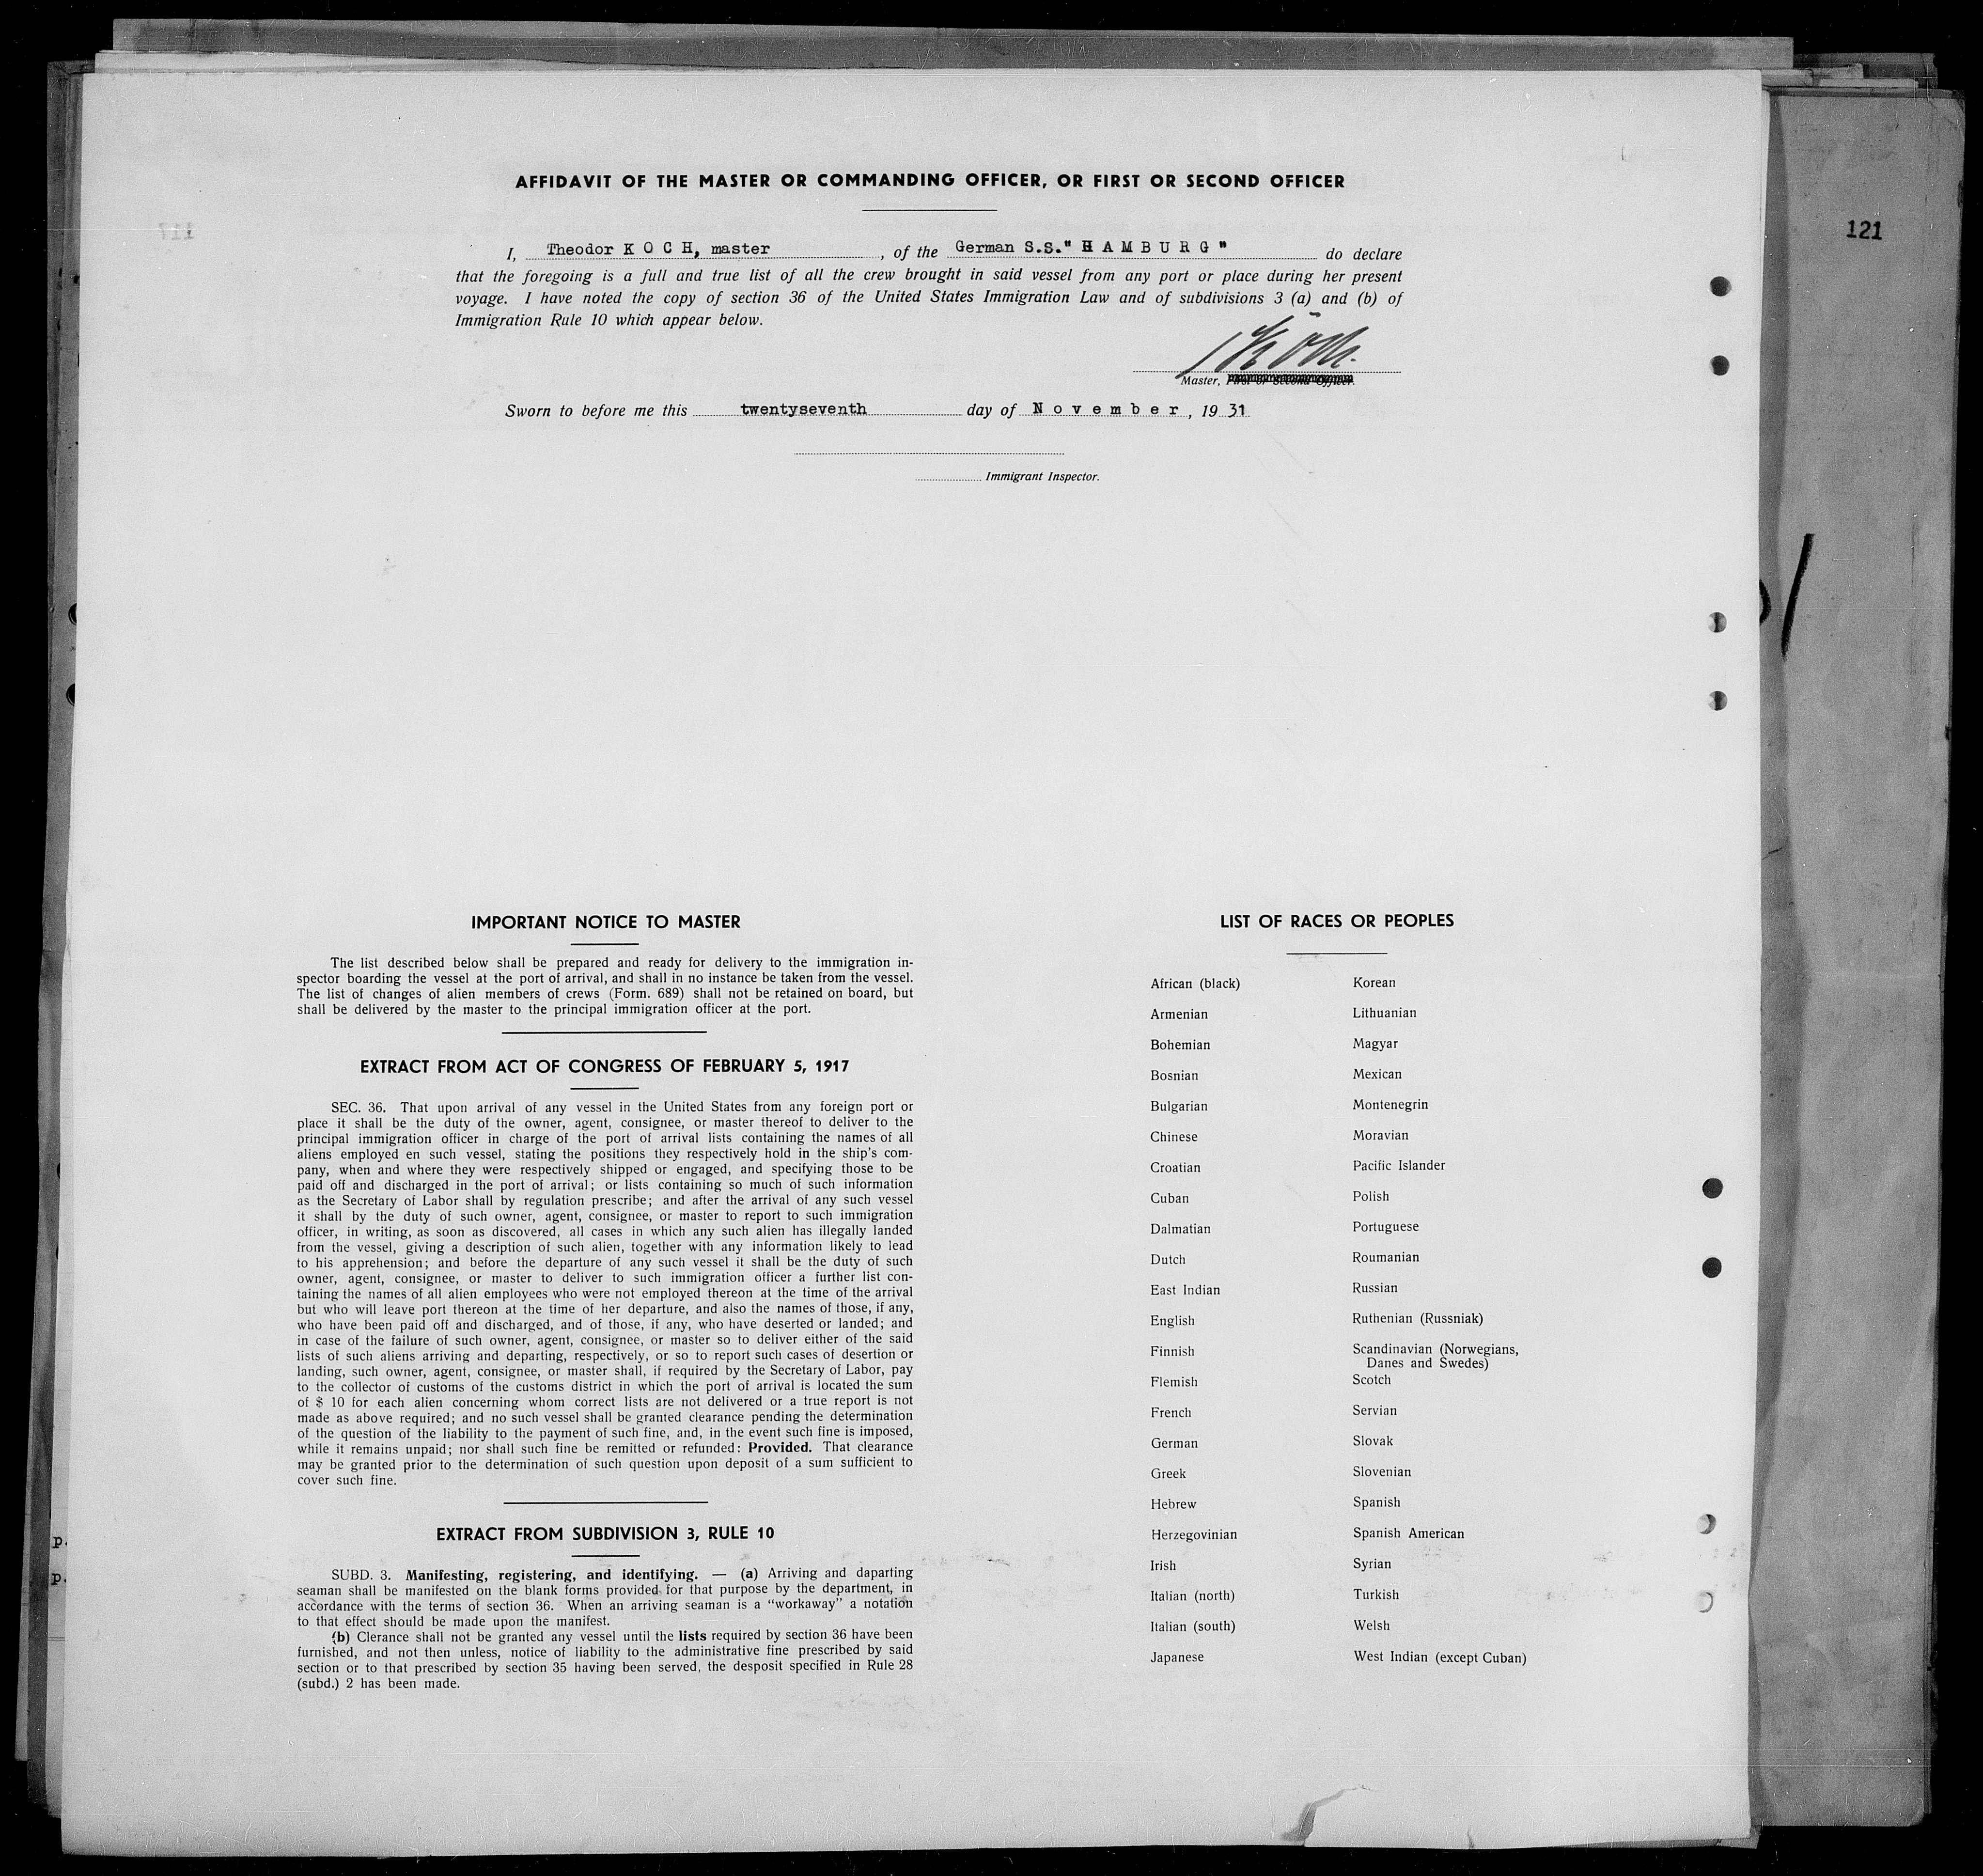 AFFIDAVIT OF THE MASTER OR COMMANDING OFFICER, OR FIRST OR SECOND OFFICER
117
121
I, Theodor K O C H, master, of the German S.S." H A M B U R G " do declare
that the foregoing is a full and true list of all the crew brought in said vessel from any port or place during her present
voyage. I have noted the copy of section 36 of the United States Immigration Law and of subdivisions 3 (a) and (b) of
Immigration Rule 10 which appear below.
Master, First or Second Officer.
Sworn to before me this twentyseventh day of N o v e m b e r, 19 31
Immigrant Inspector.
IMPORTANT NOTICE TO MASTER
The list described below shall be prepared and ready for delivery to the immigration in-
spector boarding the vessel at the port of arrival, and shall in no instance be taken from the vessel.
The list of changes of alien members of crews (Form. 689) shall not be retained on board, but
shall be delivered by the master to the principal immigration officer at the port.
EXTRACT FROM ACT OF CONGRESS OF FEBRUARY 5, 1917
SEC. 36. That upon arrival of any vessel in the United States from any foreign port or
place it shall be the duty of the owner, agent, consignee, or master thereof to deliver to the
principal immigration officer in charge of the port of arrival lists containing the names of all
aliens employed en such vessel, stating the positions they respectively hold in the ship's com-
pany, when and where they were respectively shipped or engaged, and specifying those to be
paid off and discharged in the port of arrival; or lists containing so much of such information
as the Secretary of Labor shall by regulation prescribe; and after the arrival of any such vessel
it shall by the duty of such owner, agent, consignee, or master to report to such immigration
officer, in writing, as soon as discovered, all cases in which any such alien has illegally landed
from the vessel, giving a description of such alien, together with any information likely to lead
to his apprehension; and before the departure of any such vessel it shall be the duty of such
owner, agent, consignee, or master to deliver to such immigration officer a further list con-
taining the names of all alien employees who were not employed thereon at the time of the arrival
but who will leave port thereon at the time of her departure, and also the names of those, if any,
who have been paid off and discharged, and of those, if any, who have deserted or landed; and
in case of the failure of such owner, agent, consignee, or master so to deliver either of the said
lists of such aliens arriving and departing, respectively, or so to report such cases of desertion or
landing, such owner, agent, consignee, or master shall, if required by the Secretary of Labor, pay
to the collector of customs of the customs district in which the port of arrival is located the sum
of $ 10 for each alien concerning whom correct lists are not delivered or a true report is not
made as above required; and no such vessel shall be granted clearance pending the determination
of the question of the liability to the payment of such fine, and, in the event such fine is imposed,
while it remains unpaid; nor shall such fine be remitted or refunded: Provided. That clearance
may be granted prior to the determination of such question upon deposit of a sum sufficient to
cover such fine.
EXTRACT FROM SUBDIVISION 3, RULE 10
SUBD. 3. Manifesting, registering, and identifying. — (a) Arriving and daparting
seaman shall be manifested on the blank forms provided for that purpose by the department, in
accordance with the terms of section 36. When an arriving seaman is a "workaway" a notation
to that effect should be made upon the manifest.
(b) Clerance shall not be granted any vessel until the lists required by section 36 have been
furnished, and not then unless, notice of liability to the administrative fine prescribed by said
section or to that prescribed by section 35 having been served, the desposit specified in Rule 28
(subd.) 2 has been made.
p.
p.
LIST OF RACES OR PEOPLES
African (black)
Armenian
Bohemian
Bosnian
Bulgarian
Chinese
Croatian
Cuban
Dalmatian
Dutch
East Indian
English
Finnish
Flemish
French
German
Greek
Hebrew
Herzegovinian
Irish
Italian (north)
Italian (south)
Japanese
Korean
Lithuanian
Magyar
Mexican
Montenegrin
Moravian
Pacific Islander
Polish
Portuguese
Roumanian
Russian
Ruthenian (Russniak)
Scandinavian (Norwegians,
Danes and Swedes)
Scotch
Servian
Slovak
Slovenian
Spanish
Spanish American
Syrian
Turkish
Welsh
West Indian (except Cuban)